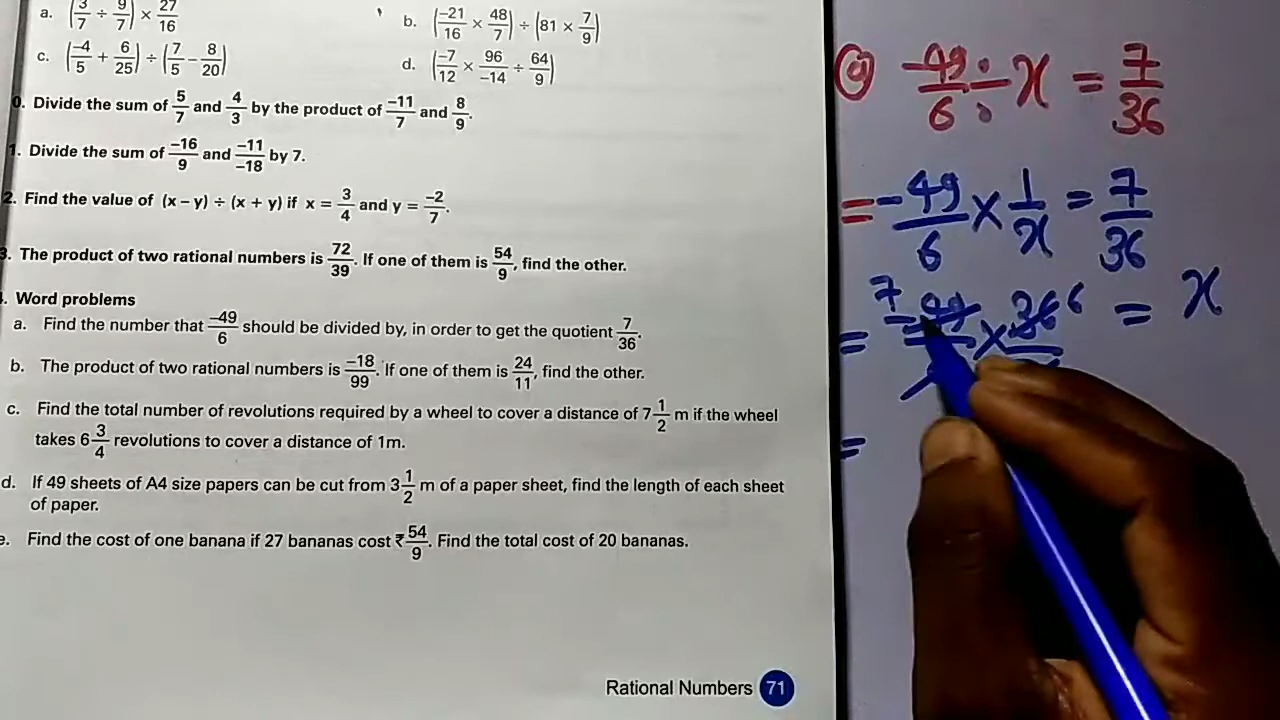 a. (3/7 ÷ 9/7) × 27/16
b. (-21/16 × 48/7) ÷ (81 × 7/9)
c. (-4/5 + 6/25) ÷ (7/5 - 8/20)
d. (-7/12 × 96/-14 ÷ 64/9)
0. Divide the sum of 5/7 and 4/3 by the product of -11/7 and 8/9.
1. Divide the sum of -16/9 and -11/-18 by 7.
2. Find the value of (x – y) ÷ (x + y) if x = 3/4 and y = -2/7.
3. The product of two rational numbers is 72/39. If one of them is 54/9, find the other.
. Word problems
a. Find the number that -49/6 should be divided by, in order to get the quotient 7/36.
b. The product of two rational numbers is -18/99. If one of them is 24/11, find the other.
c. Find the total number of revolutions required by a wheel to cover a distance of 7 1/2 m if the wheel
takes 6 3/4 revolutions to cover a distance of 1m.
d. If 49 sheets of A4 size papers can be cut from 3 1/2 m of a paper sheet, find the length of each sheet
of paper.
e. Find the cost of one banana if 27 bananas cost ₹ 54/9. Find the total cost of 20 bananas.
Rational Numbers 71
a -49/6 ÷ x = 7/36
= -49/6 × 1/x = 7/36
7 6
= -49 × 36 = x
=